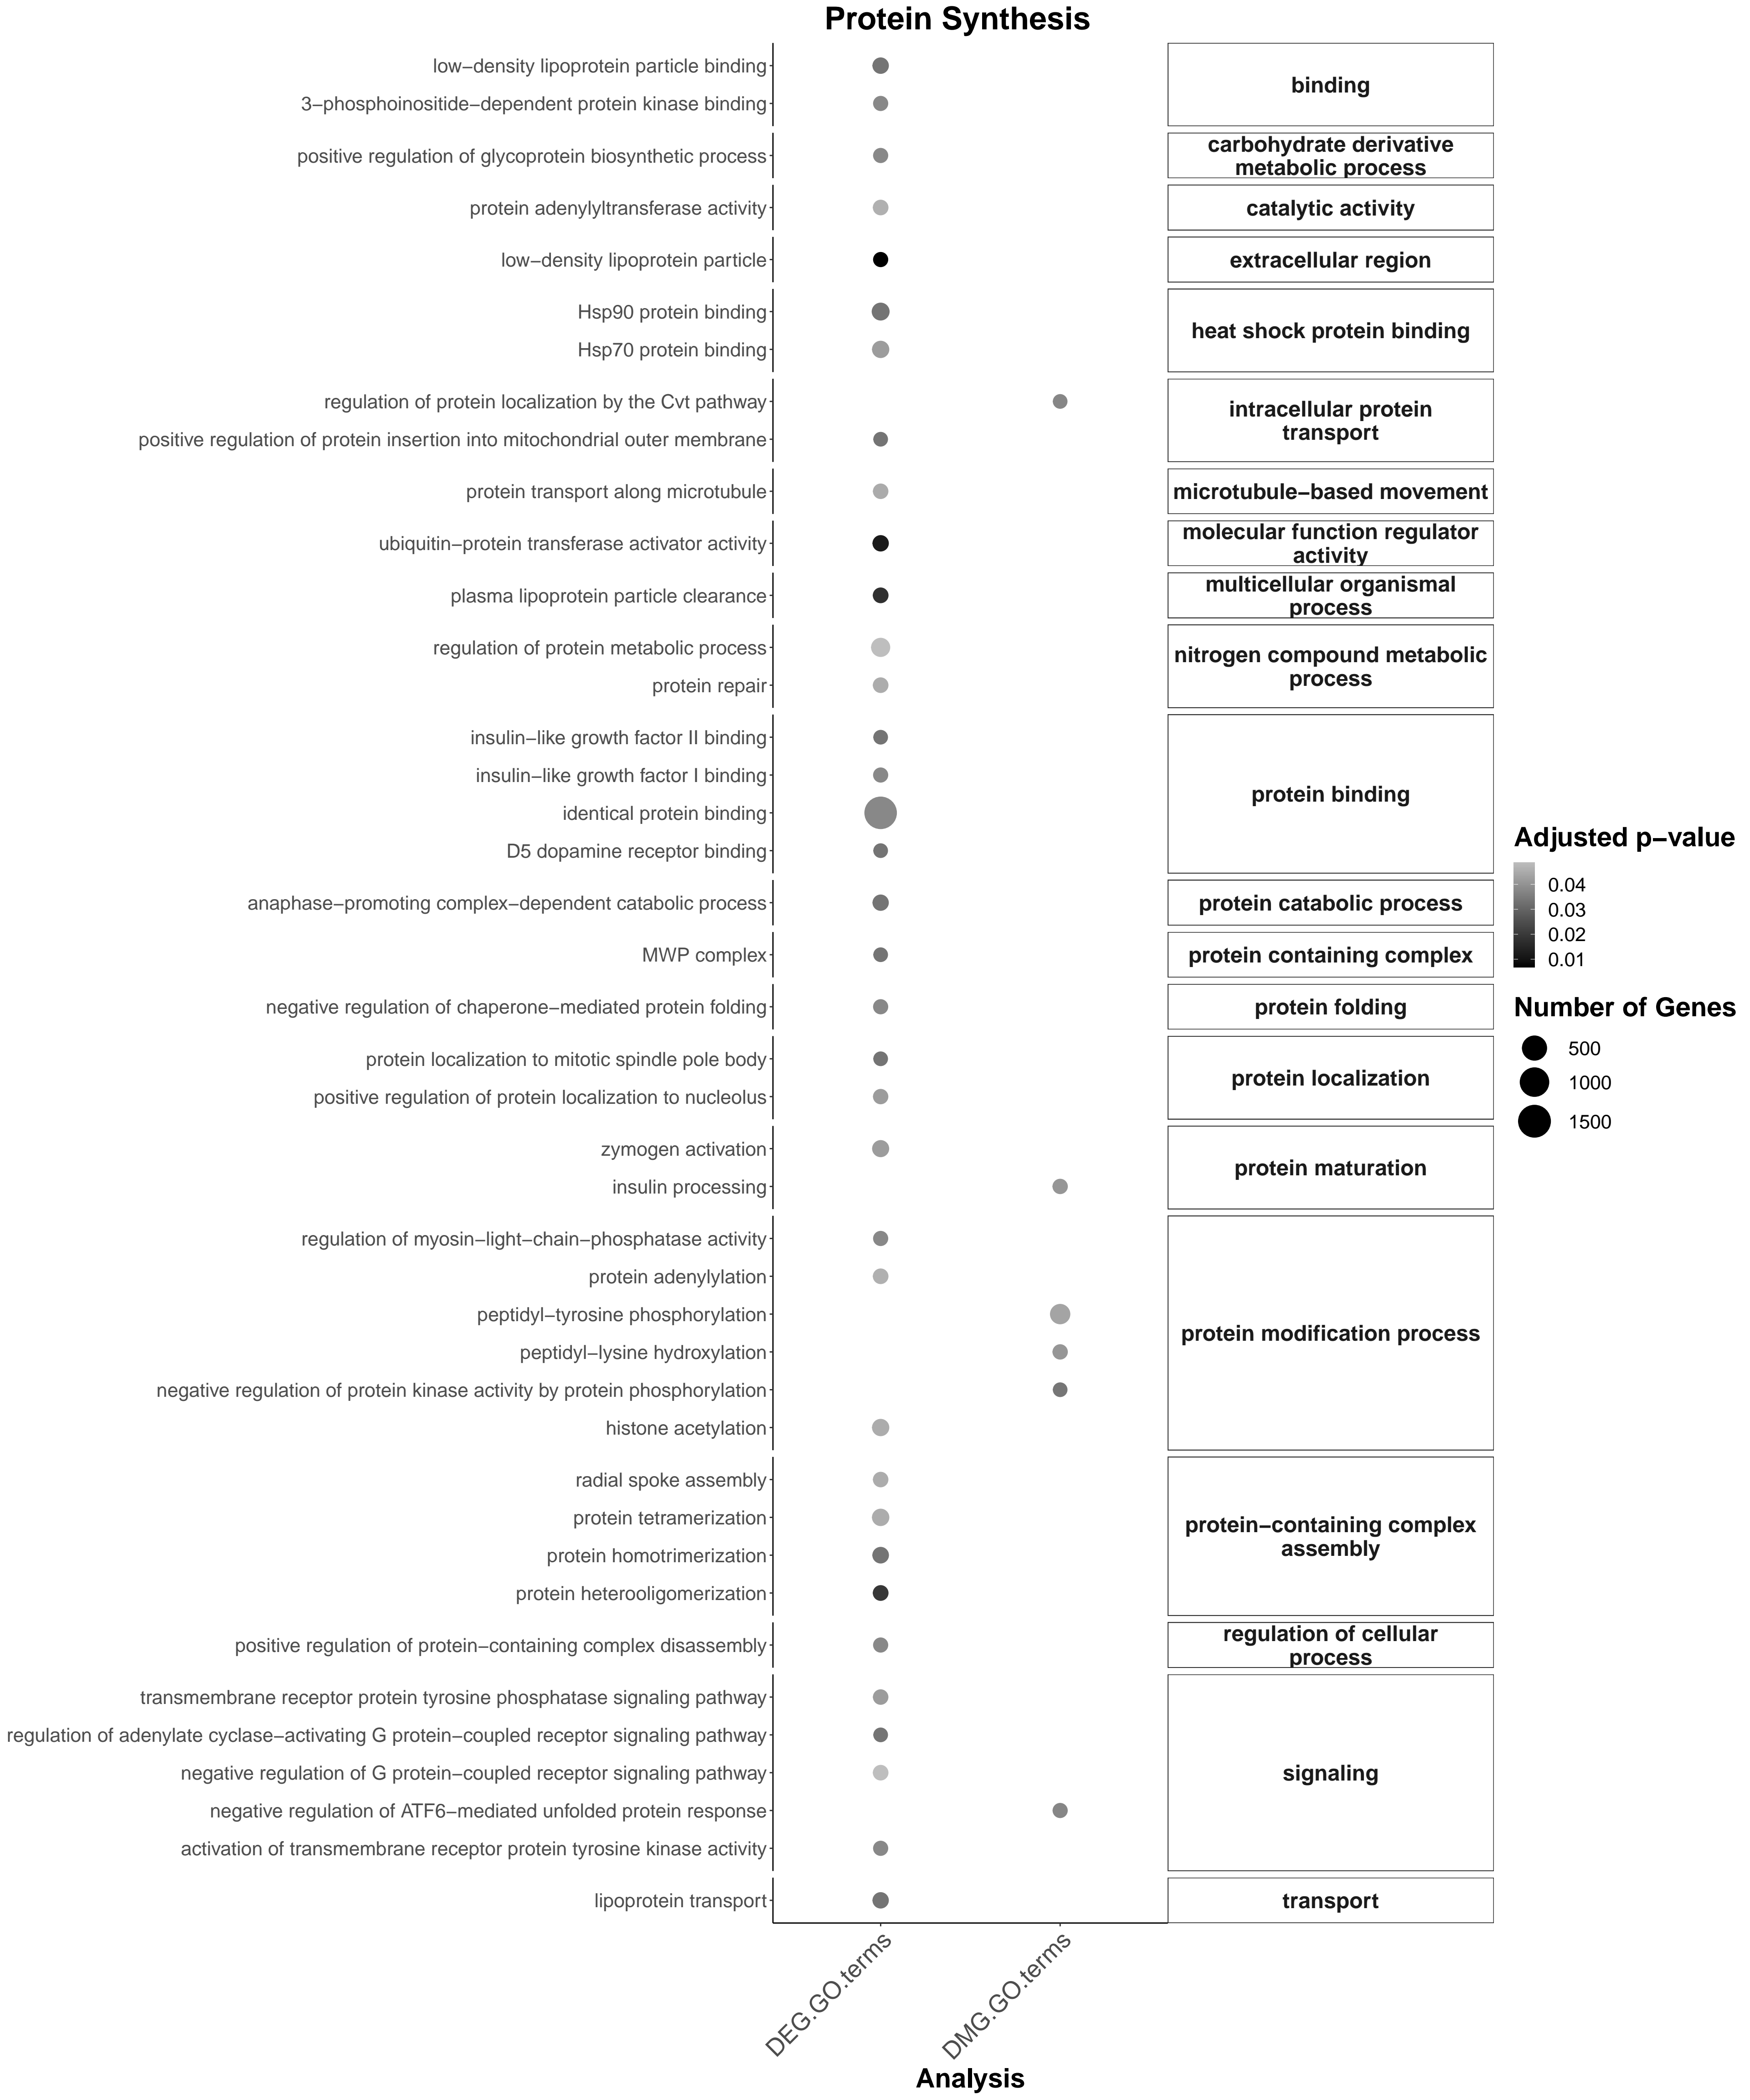 Protein Synthesis
low−density lipoprotein particle binding
3−phosphoinositide−dependent protein kinase binding
binding
positive regulation of glycoprotein biosynthetic process
carbohydrate derivative
metabolic process
protein adenylyltransferase activity
catalytic activity
low−density lipoprotein particle
extracellular region
Hsp90 protein binding
Hsp70 protein binding
heat shock protein binding
regulation of protein localization by the Cvt pathway
positive regulation of protein insertion into mitochondrial outer membrane
intracellular protein
transport
protein transport along microtubule
microtubule−based movement
ubiquitin−protein transferase activator activity
molecular function regulator
activity
plasma lipoprotein particle clearance
multicellular organismal
process
regulation of protein metabolic process
protein repair
nitrogen compound metabolic
process
insulin−like growth factor II binding
insulin−like growth factor I binding
identical protein binding
D5 dopamine receptor binding
protein binding
anaphase−promoting complex−dependent catabolic process
protein catabolic process
MWP complex
protein containing complex
negative regulation of chaperone−mediated protein folding
protein folding
protein localization to mitotic spindle pole body
positive regulation of protein localization to nucleolus
protein localization
zymogen activation
insulin processing
protein maturation
regulation of myosin−light−chain−phosphatase activity
protein adenylylation
peptidyl−tyrosine phosphorylation
peptidyl−lysine hydroxylation
negative regulation of protein kinase activity by protein phosphorylation
histone acetylation
protein modification process
radial spoke assembly
protein tetramerization
protein homotrimerization
protein heterooligomerization
protein−containing complex
assembly
positive regulation of protein−containing complex disassembly
regulation of cellular
process
transmembrane receptor protein tyrosine phosphatase signaling pathway
regulation of adenylate cyclase−activating G protein−coupled receptor signaling pathway
negative regulation of G protein−coupled receptor signaling pathway
negative regulation of ATF6−mediated unfolded protein response
activation of transmembrane receptor protein tyrosine kinase activity
signaling
lipoprotein transport
transport
DEG.GO.terms
DMG.GO.terms
Analysis
Adjusted p−value
0.04
0.03
0.02
0.01
Number of Genes
500
1000
1500